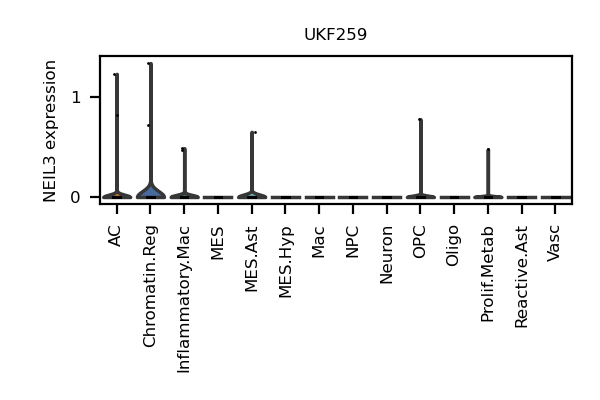 UKF259
NEIL3 expression
1
0
AC
Chromatin.Reg
Inflammatory.Mac
MES
MES.Ast
MES.Hyp
Mac
NPC
Neuron
OPC
Oligo
Prolif.Metab
Reactive.Ast
Vasc